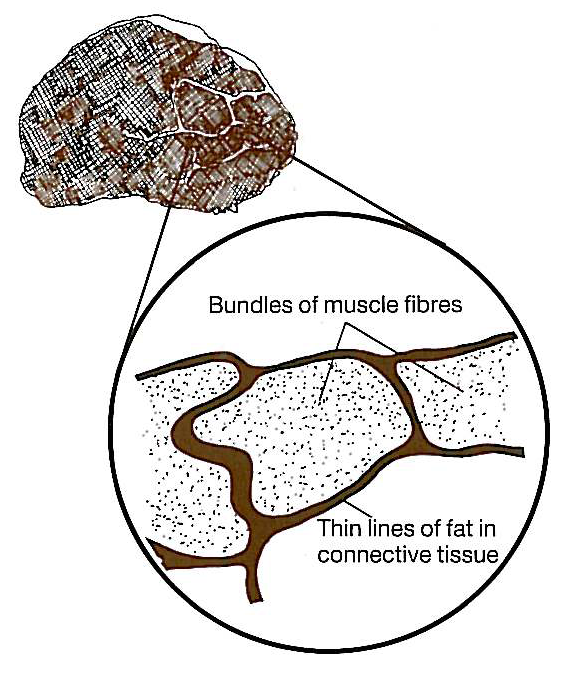 Bundles of muscle fibres
Thin lines of fat in
connective tissue